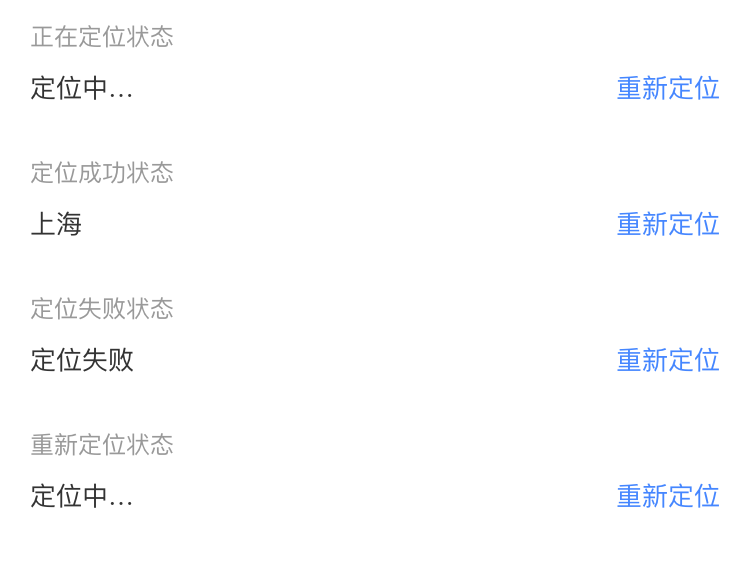 正在定位状态
定位中… 重新定位
定位成功状态
上海 重新定位
定位失败状态
定位失败 重新定位
重新定位状态
定位中… 重新定位